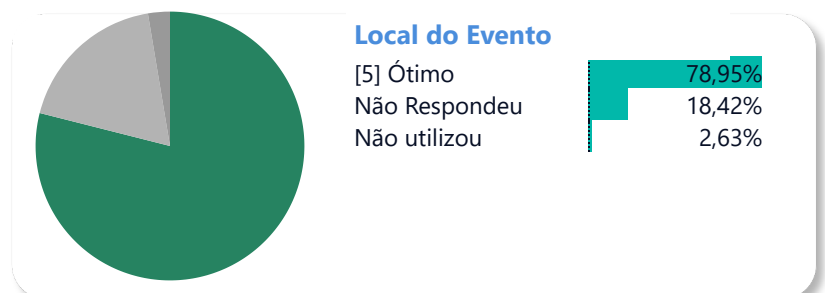 Local do Evento
[5] Ótimo 78,95%
Não Respondeu 18,42%
Não utilizou 2,63%